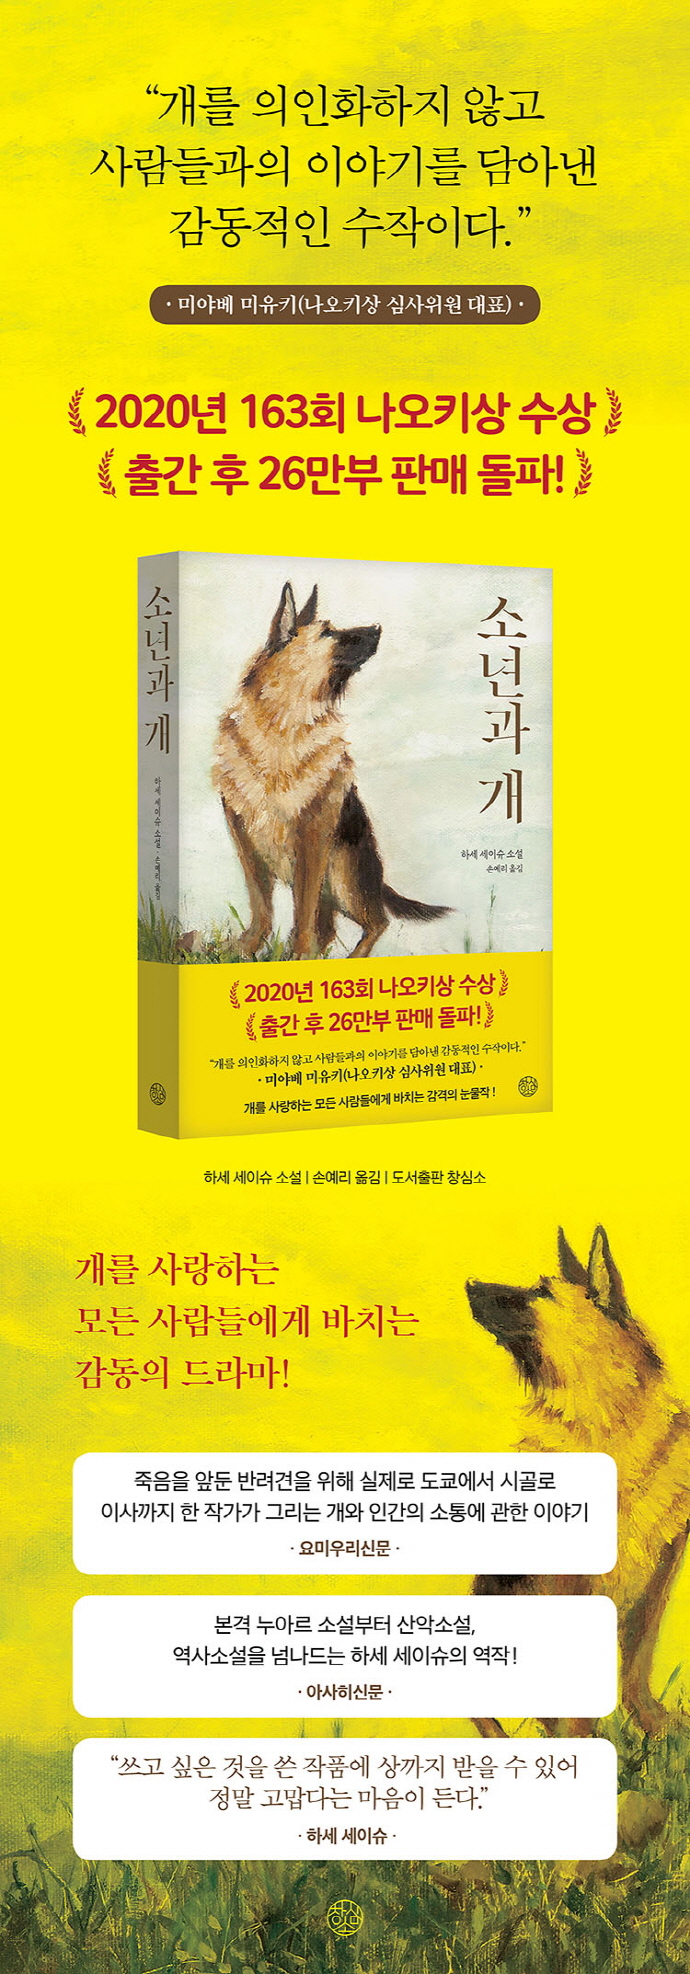 “개를 의인화하지 않고
사람들과의 이야기를 담아낸
감동적인 수작이다.”
· 미야베 미유키(나오키상 심사위원 대표) ·
2020년 163회 나오키상 수상
출간 후 26만부 판매 돌파!
소년과 개
하세 세이슈 소설 · 손예리 옮김
소년과 개
하세 세이슈 소설
손예리 옮김
2020년 163회 나오키상 수상
출간 후 26만부 판매 돌파!
“개를 의인화하지 않고 사람들과의 이야기를 담아낸 감동적인 수작이다.”
· 미야베 미유키(나오키상 심사위원 대표) ·
개를 사랑하는 모든 사람들에게 바치는 감격의 눈물작!
하세 세이슈 소설 | 손예리 옮김 | 도서출판 창심소
개를 사랑하는
모든 사람들에게 바치는
감동의 드라마!
죽음을 앞둔 반려견을 위해 실제로 도쿄에서 시골로
이사까지 한 작가가 그리는 개와 인간의 소통에 관한 이야기
· 요미우리신문 ·
본격 누아르 소설부터 산악소설,
역사소설을 넘나드는 하세 세이슈의 역작!
· 아사히신문 ·
“쓰고 싶은 것을 쓴 작품에 상까지 받을 수 있어
정말 고맙다는 마음이 든다.”
· 하세 세이슈 ·
창심소